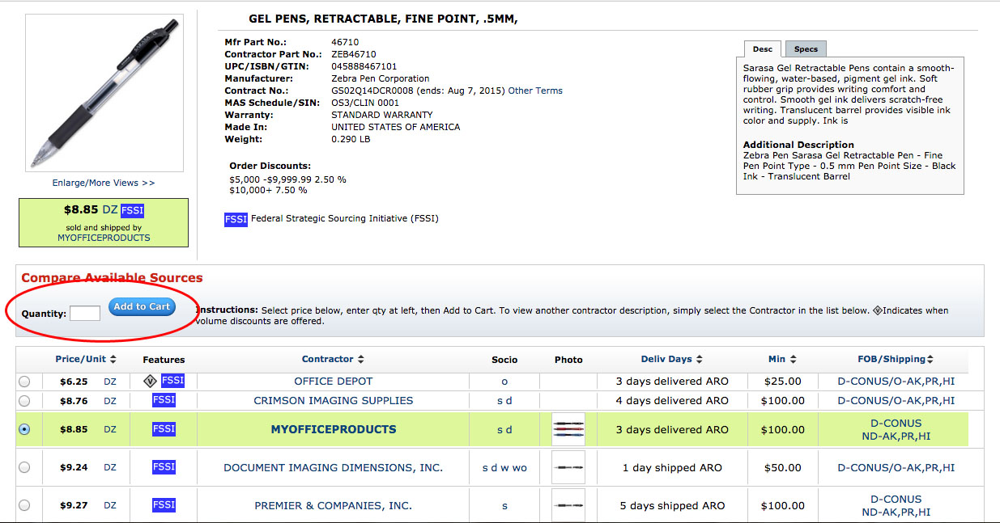 GEL PENS, RETRACTABLE, FINE POINT, .5MM,
Mfr Part No.: 46710
Contractor Part No.: ZEB46710
UPC/ISBN/GTIN: 045888467101
Manufacturer: Zebra Pen Corporation
Contract No.: GS02Q14DCR0008 (ends: Aug 7, 2015) Other Terms
MAS Schedule/SIN: OS3/CLIN 0001
Warranty: STANDARD WARRANTY
Made In: UNITED STATES OF AMERICA
Weight: 0.290 LB
Order Discounts:
$5,000 -$9,999.99 2.50 %
$10,000+ 7.50 %
FSSI Federal Strategic Sourcing Initiative (FSSI)
Desc Specs
Sarasa Gel Retractable Pens contain a smooth-
flowing, water-based, pigment gel ink. Soft
rubber grip provides writing comfort and
control. Smooth gel ink delivers scratch-free
writing. Translucent barrel provides visible ink
color and supply. Ink is
Additional Description
Zebra Pen Sarasa Gel Retractable Pen - Fine
Pen Point Type - 0.5 mm Pen Point Size - Black
Ink - Translucent Barrel
Enlarge/More Views >>
$8.85 DZ FSSI
sold and shipped by
MYOFFICEPRODUCTS
Compare Available Sources
Quantity: Add to Cart
Instructions: Select price below, enter qty at left, then Add to Cart. To view another contractor description, simply select the Contractor in the list below. V Indicates when
volume discounts are offered.
Price/Unit Features Contractor Socio Photo Deliv Days Min FOB/Shipping
$6.25 DZ V FSSI OFFICE DEPOT o 3 days delivered ARO $25.00 D-CONUS/O-AK,PR,HI
$8.76 DZ FSSI CRIMSON IMAGING SUPPLIES s d 4 days delivered ARO $100.00 D-CONUS/O-AK,PR,HI
$8.85 DZ FSSI MYOFFICEPRODUCTS s d 3 days delivered ARO $100.00 D-CONUS
ND-AK,PR,HI
$9.24 DZ FSSI DOCUMENT IMAGING DIMENSIONS, INC. s d w wo 1 day shipped ARO $50.00 D-CONUS/O-AK,PR,HI
$9.27 DZ FSSI PREMIER & COMPANIES, INC. s 5 days shipped ARO $100.00 D-CONUS
ND-AK,PR,HI